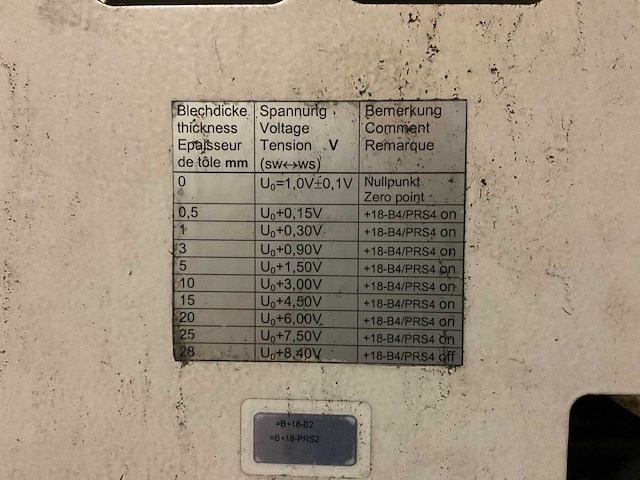 Blechdicke Spannung Bemerkung
thickness Voltage Comment
Epaisseur Tension V Remarque
de tôle mm (sw↔ws)
0 U₀=1,0V±0,1V Nullpunkt
Zero point
0,5 U₀+0,15V +18-B4/PRS4 on
1 U₀+0,30V +18-B4/PRS4 on
3 U₀+0,90V +18-B4/PRS4 on
5 U₀+1,50V +18-B4/PRS4 on
10 U₀+3,00V +18-B4/PRS4 on
15 U₀+4,50V +18-B4/PRS4 on
20 U₀+6,00V +18-B4/PRS4 on
25 U₀+7,50V +18-B4/PRS4 on
28 U₀+8,40V +18-B4/PRS4 off
=B+18-B2
=B+18-PRS2